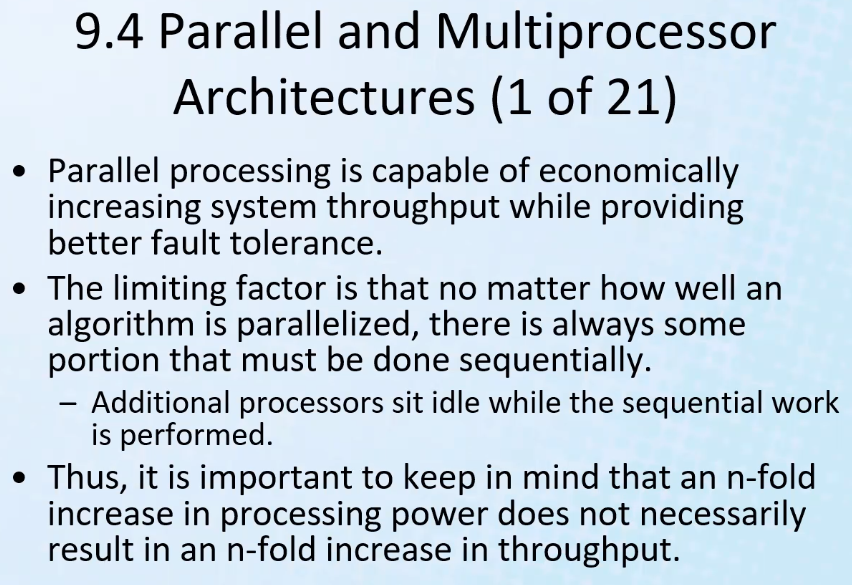 9.4 Parallel and Multiprocessor
Architectures (1 of 21)
• Parallel processing is capable of economically
increasing system throughput while providing
better fault tolerance.
• The limiting factor is that no matter how well an
algorithm is parallelized, there is always some
portion that must be done sequentially.
– Additional processors sit idle while the sequential work
is performed.
• Thus, it is important to keep in mind that an n-fold
increase in processing power does not necessarily
result in an n-fold increase in throughput.